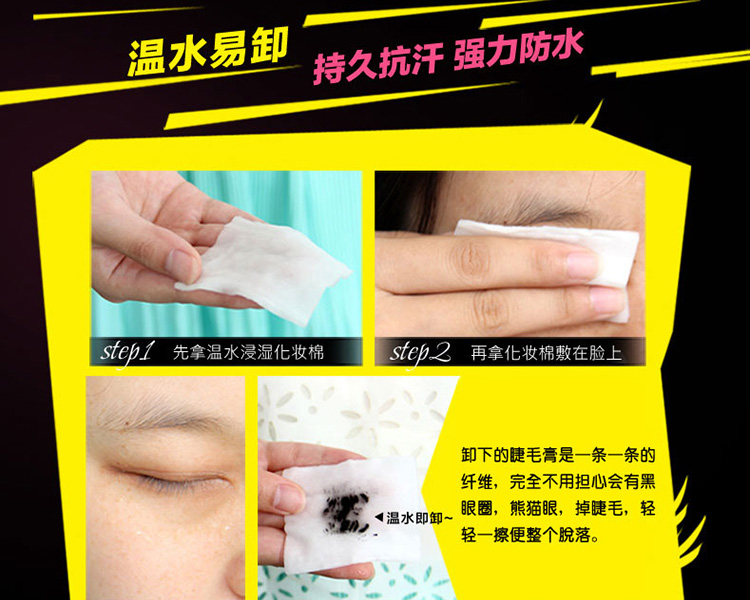 温水易卸 持久抗汗 强力防水
step1 先拿温水浸湿化妆棉
step2 再拿化妆棉敷在脸上
卸下的睫毛膏是一条一条的
纤维，完全不用担心会有黑
眼圈，熊猫眼，掉睫毛，轻
轻一擦便整个脱落。
温水即卸~